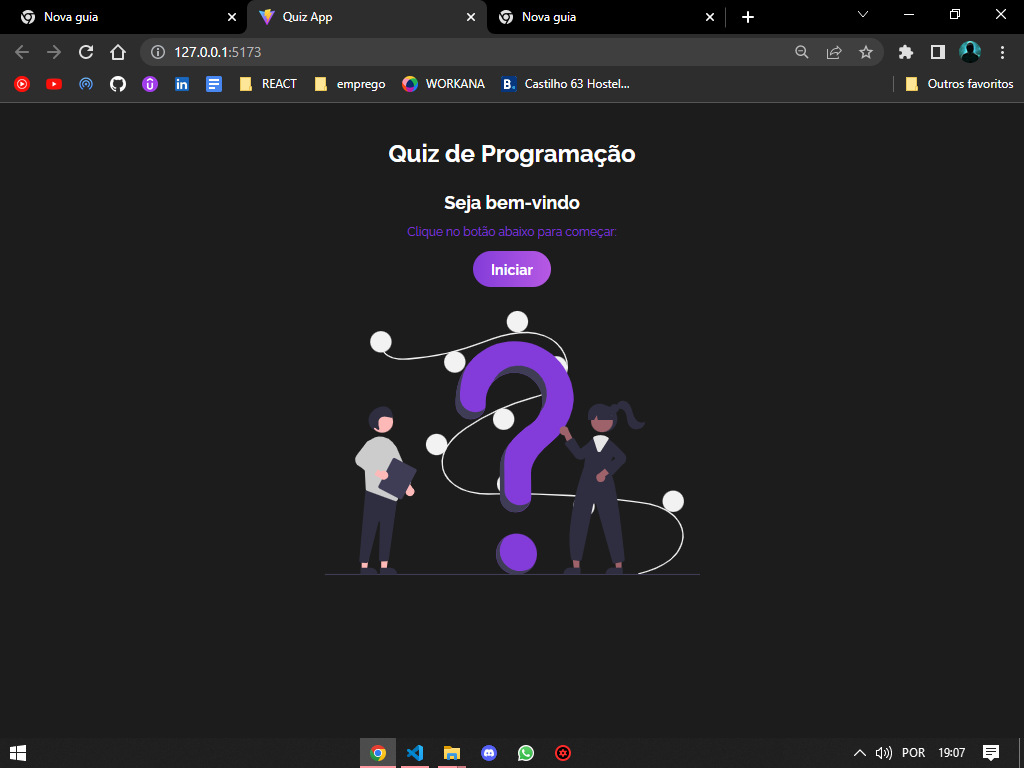 Nova guia
Quiz App
Nova guia
127.0.0.1:5173
REACT
emprego
WORKANA
B.
Castilho 63 Hostel...
Outros favoritos
Quiz de Programação
Seja bem-vindo
Clique no botão abaixo para começar:
Iniciar
POR
19:07